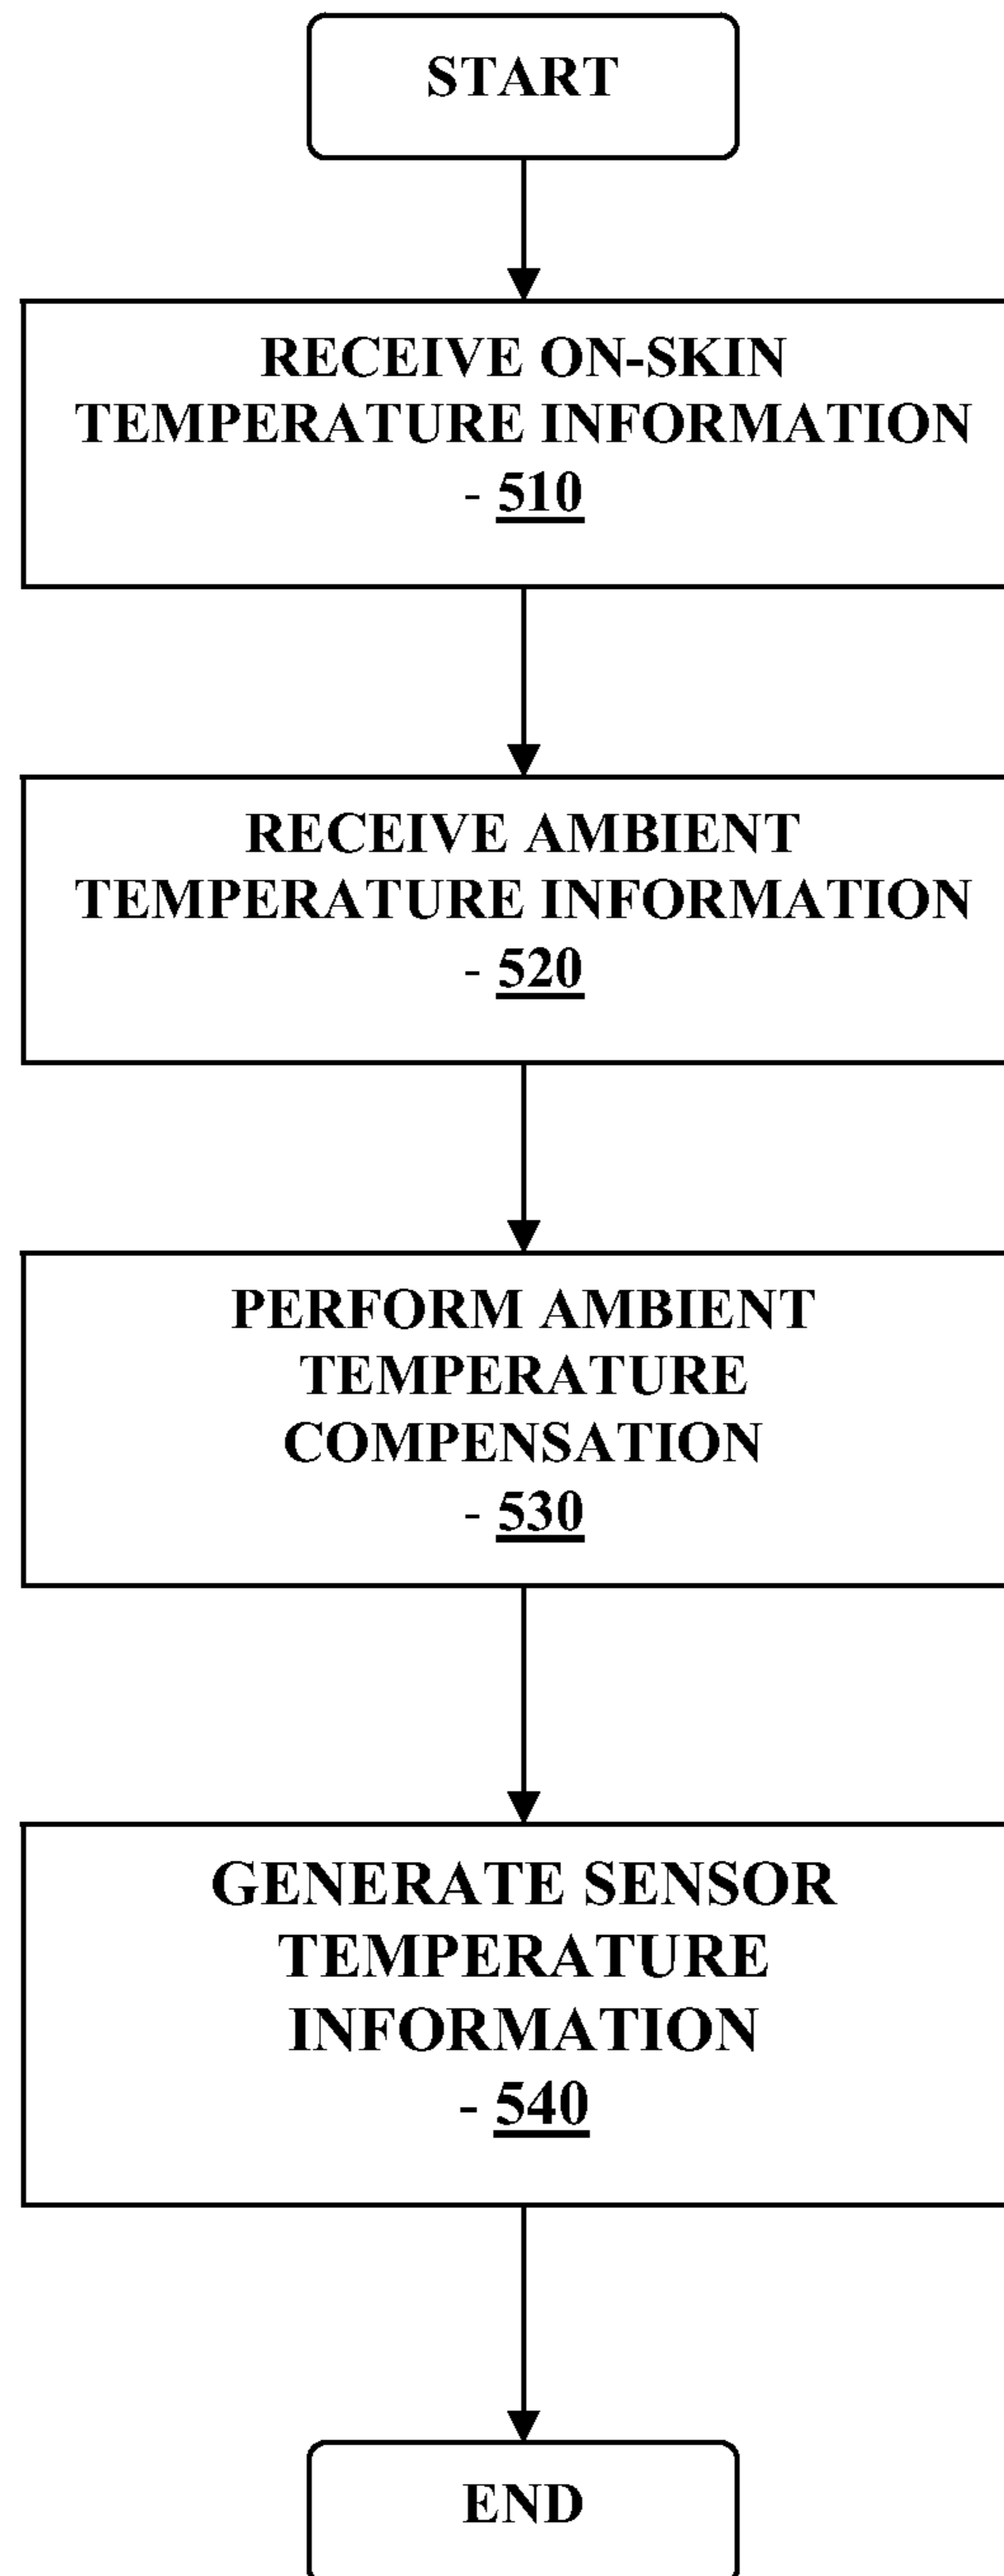 START
RECEIVE ON-SKIN
TEMPERATURE INFORMATION
- 510
RECEIVE AMBIENT
TEMPERATURE INFORMATION
- 520
PERFORM AMBIENT
TEMPERATURE
COMPENSATION
- 530
GENERATE SENSOR
TEMPERATURE
INFORMATION
- 540
END